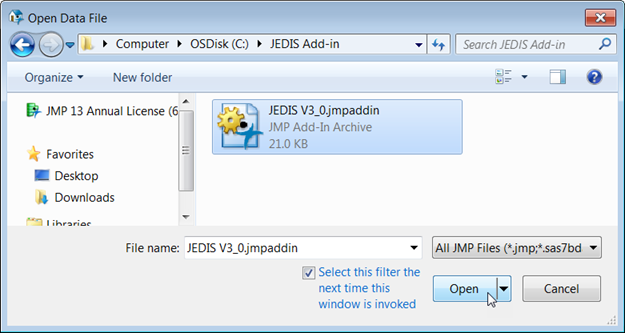 Open Data File
Computer OSDisk (C:) JEDIS Add-in
Search JEDIS Add-in
Organize New folder
JMP 13 Annual License (6
Favorites
Desktop
Downloads
Libraries
JEDIS V3_0.jmpaddin
JMP Add-In Archive
21.0 KB
File name: JEDIS V3_0.jmpaddin
All JMP Files (*.jmp;*.sas7bd
Select this filter the
next time this
window is invoked
Open
Cancel